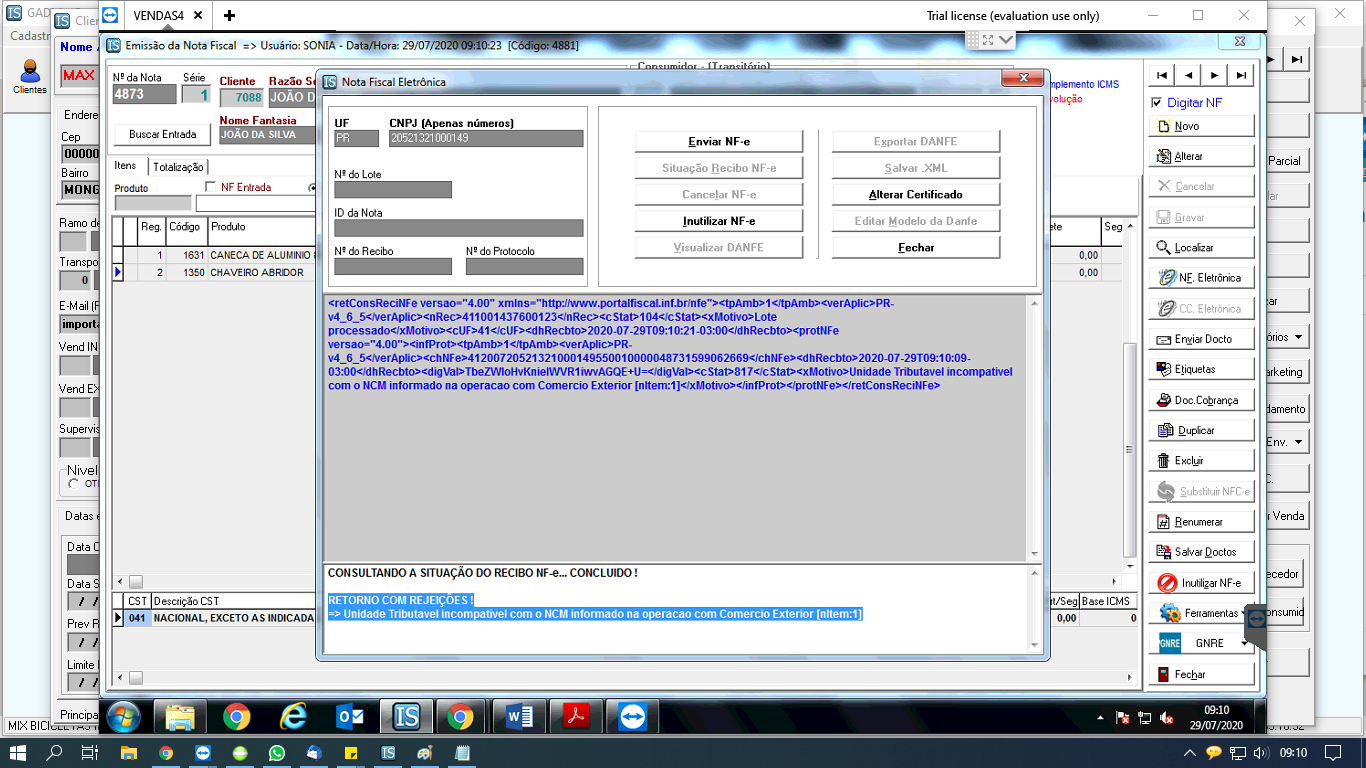 GAD
Clie
VENDAS4
Trial license (evaluation use only)
Cadastr
Clientes
Nome
MAX
Endere
Cep
00000
Bairro
MONG
Ramo de
Transpo
0
E-Mail (F
importa
Vend IN
Vend EX
Supervis
Nivel
OT
Datas e
Data C
Data S
Prev R
Limite
Principa
Emissão da Nota Fiscal => Usuário: SONIA - Data/Hora: 29/07/2020 09:10:23 [Código: 4881]
Nº da Nota
Série
Cliente
Razão So
4873
1
7088
JOÃO D
Nome Fantasia
Buscar Entrada
JOÃO DA SILVA
Consumidor - (Transitório)
mplemento ICMS
volução
Itens
Totalização
Produto
NF Entrada
Reg.
Código
Produto
ete
Seg
1
1631
CANECA DE ALUMINIO
0,00
2
1350
CHAVEIRO ABRIDOR
0,00
CST
Descrição CST
ut/Seg
Base ICMS
041
NACIONAL, EXCETO AS INDICADA
0,00
0
Nota Fiscal Eletrônica
UF
CNPJ (Apenas números)
PR
20521321000149
Nº do Lote
ID da Nota
Nº do Recibo
Nº do Protocolo
Enviar NF-e
Exportar DANFE
Situação Recibo NF-e
Salvar .XML
Cancelar NF-e
Alterar Certificado
Inutilizar NF-e
Editar Modelo da Danfe
Visualizar DANFE
Fechar
<retConsReciNFe versao="4.00" xmlns="http://www.portalfiscal.inf.br/nfe"><tpAmb>1</tpAmb><verAplic>PR-
v4_6_5</verAplic><nRec>411001437600123</nRec><cStat>104</cStat><xMotivo>Lote
processado</xMotivo><cUF>41</cUF><dhRecbto>2020-07-29T09:10:21-03:00</dhRecbto><protNFe
versao="4.00"><infProt><tpAmb>1</tpAmb><verAplic>PR-
v4_6_5</verAplic><chNFe>41200720521321000149550010000048731599062669</chNFe><dhRecbto>2020-07-29T09:10:09-
03:00</dhRecbto><digVal>TbeZWloHvKnielWVR1iwvAGQE+U=</digVal><cStat>817</cStat><xMotivo>Unidade Tributavel incompativel
com o NCM informado na operacao com Comercio Exterior [nItem:1]</xMotivo></infProt></protNFe></retConsReciNFe>
CONSULTANDO A SITUAÇÃO DO RECIBO NF-e... CONCLUIDO !
RETORNO COM REJEIÇÕES !
=> Unidade Tributavel incompativel com o NCM informado na operacao com Comercio Exterior [nItem:1]
Digitar NF
Novo
Alterar
Cancelar
Gravar
Localizar
NF. Eletrônica
CC. Eletrônica
Enviar Docto
Etiquetas
Doc.Cobrança
Duplicar
Excluir
Substituir NFC-e
Renumerar
Salvar Doctos
Inutilizar NF-e
Ferramentas
GNRE
GNRE
Fechar
Parcial
lar
ar
órios
arketing
damento
Env.
C.
r Venda
ecedor
onsumid
09:10
29/07/2020
MIX BICICLETAS
09:10